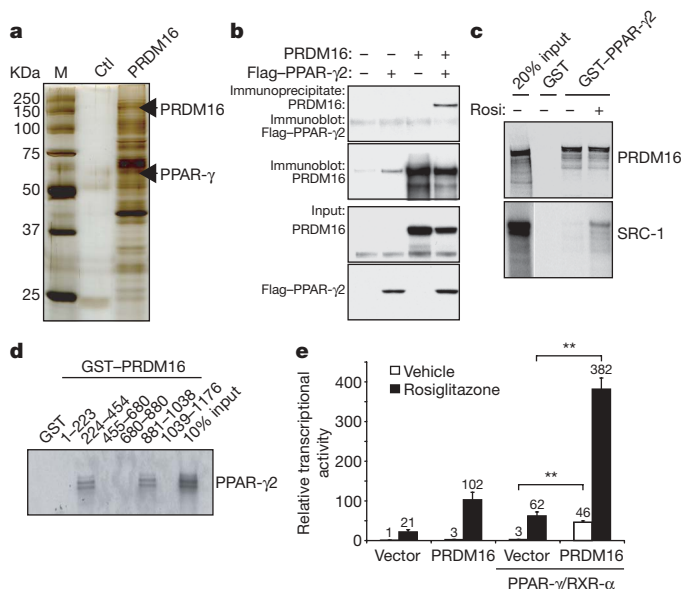 a
KDa M Ctl PRDM16
250
150
100
75
50
37
25
PRDM16
PPAR-γ
b
PRDM16: – – + +
Flag–PPAR-γ2: – + – +
Immunoprecipitate:
PRDM16:
Immunoblot:
Flag–PPAR-γ2
Immunoblot:
PRDM16
Input:
PRDM16
Flag–PPAR-γ2
c
20% input GST GST–PPAR-γ2
Rosi: – – – +
PRDM16
SRC-1
d
GST–PRDM16
GST 1–223 224–454 455–680 680–880 881–1038 1039–1176 10% input
PPAR-γ2
e
Relative transcriptional
activity
400
300
200
100
50
0
Vehicle
Rosiglitazone
** **
1 21 3 102 3 62 46 382
Vector PRDM16 Vector PRDM16
PPAR-γ/RXR-α